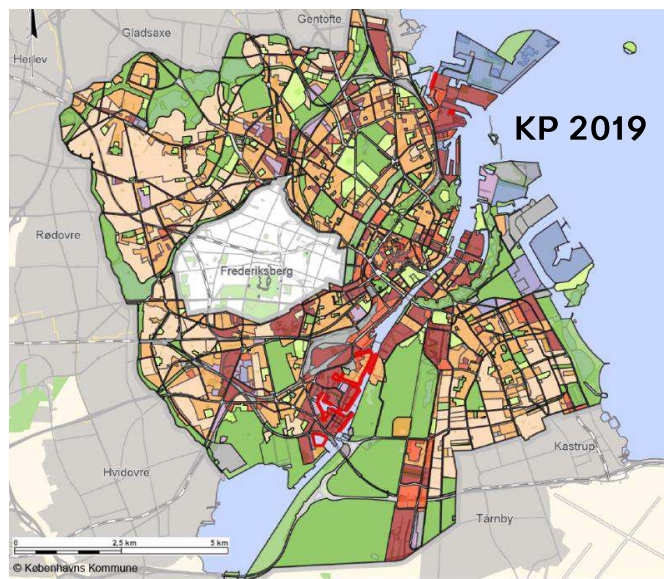 Gentofte
Gladsaxe
Herlev
KP 2019
Rødovre
Frederiksberg
Kastrup
Hvidovre
Tårnby
0 2,5 km 5 km
© Københavns Kommune